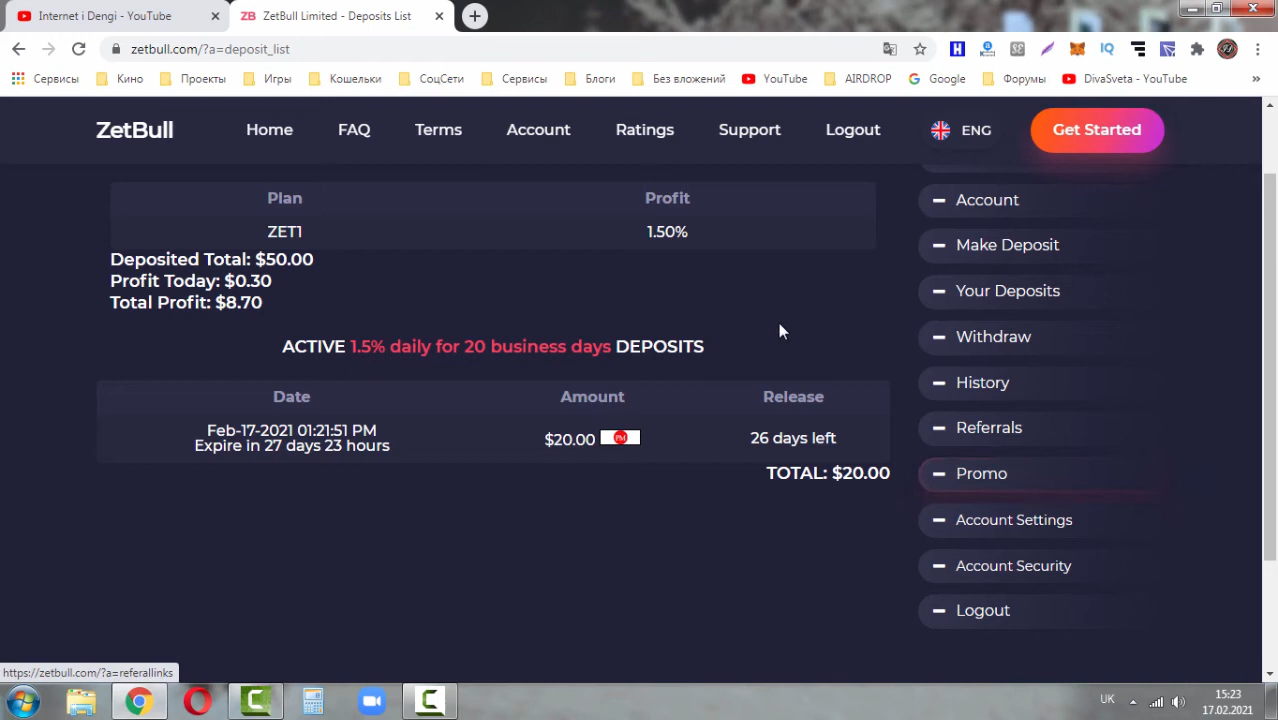 Internet i Dengi - YouTube
ZB ZetBull Limited - Deposits List
zetbull.com/?a=deposit_list
Сервисы Кино Проекты Игры Кошельки СоцСети Сервисы Блоги Без вложений YouTube AIRDROP Google Форумы DivaSveta - YouTube »
ZetBull Home FAQ Terms Account Ratings Support Logout ENG Get Started
Plan Profit
ZET1 1.50%
Deposited Total: $50.00
Profit Today: $0.30
Total Profit: $8.70
ACTIVE 1.5% daily for 20 business days DEPOSITS
Date Amount Release
Feb-17-2021 01:21:51 PM
Expire in 27 days 23 hours
$20.00 PM 26 days left
TOTAL: $20.00
Account
Make Deposit
Your Deposits
Withdraw
History
Referrals
Promo
Account Settings
Account Security
Logout
https://zetbull.com/?a=referallinks
UK
15:23
17.02.2021